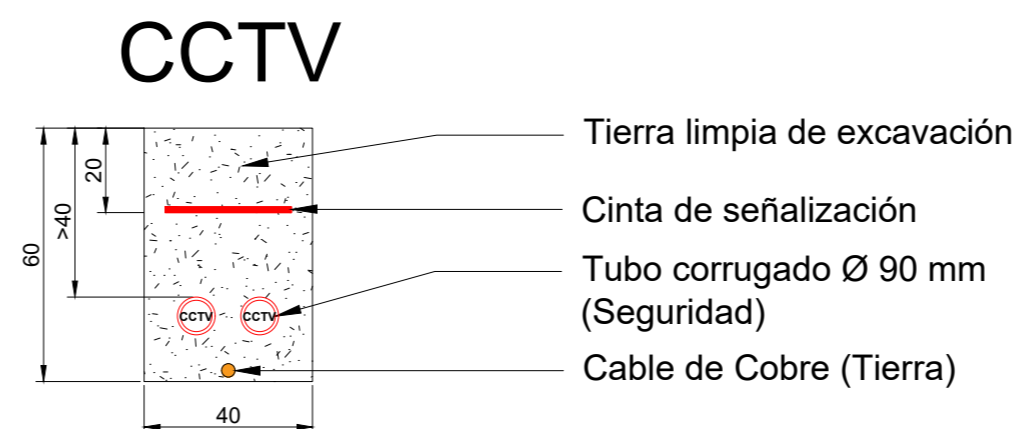 CCTV
Tierra limpia de excavación
20
Cinta de señalización
>40
60
Tubo corrugado Ø 90 mm
(Seguridad)
CCTV CCTV
Cable de Cobre (Tierra)
40